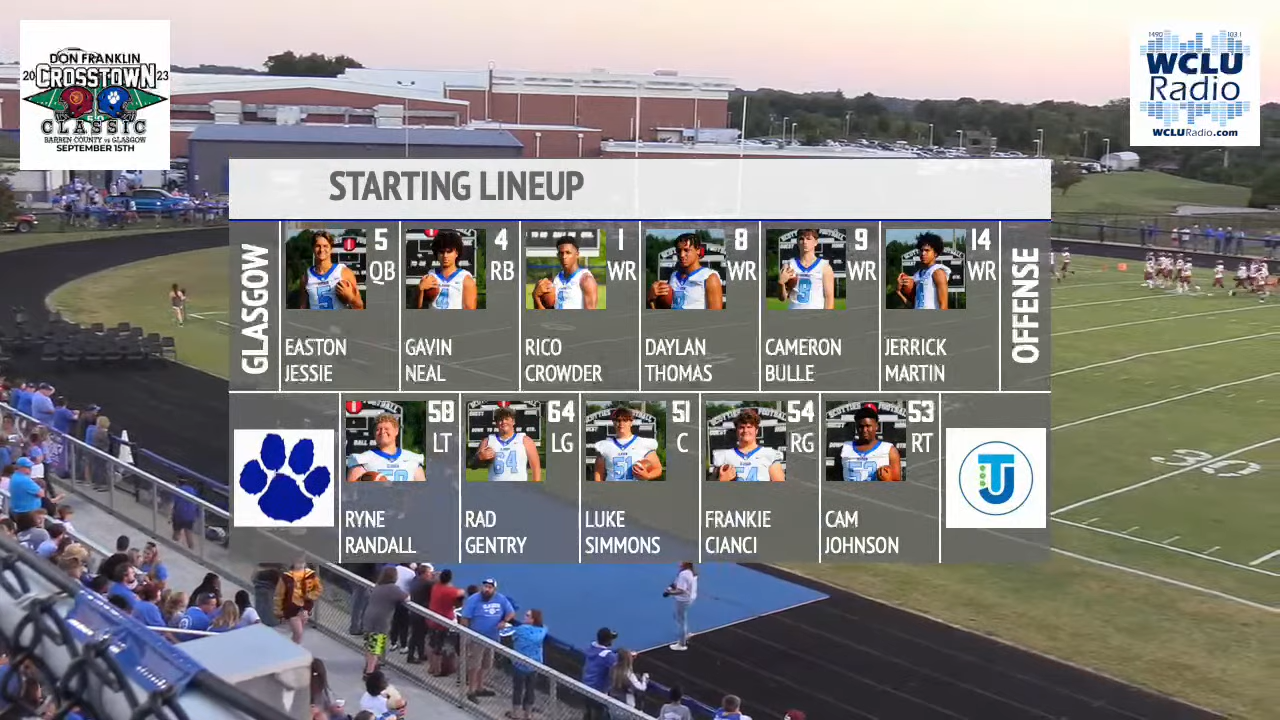 DON FRANKLIN
2023
CROSSTOWN
CLASSIC
BARREN COUNTY vs GLASGOW
SEPTEMBER 15TH
1490 103.1
WCLU
Radio
WCLURadio.com
STARTING LINEUP
GLASGOW
5
QB
EASTON
JESSIE
4
RB
GAVIN
NEAL
1
WR
RICO
CROWDER
8
WR
DAYLAN
THOMAS
9
WR
CAMERON
BULLE
14
WR
JERRICK
MARTIN
OFFENSE
58
LT
RYNE
RANDALL
64
LG
RAD
GENTRY
51
C
LUKE
SIMMONS
54
RG
FRANKIE
CIANCI
53
RT
CAM
JOHNSON
TJ
30